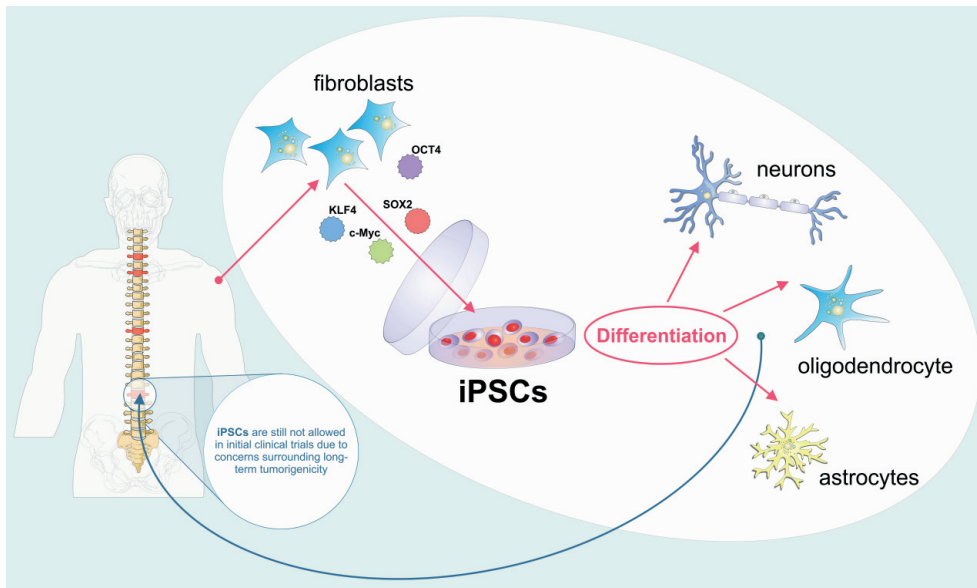 fibroblasts
OCT4
SOX2
KLF4
c-Myc
neurons
Differentiation
oligodendrocyte
iPSCs
astrocytes
iPSCs are still not allowed
in initial clinical trials due to
concerns surrounding long-
term tumorigenicity